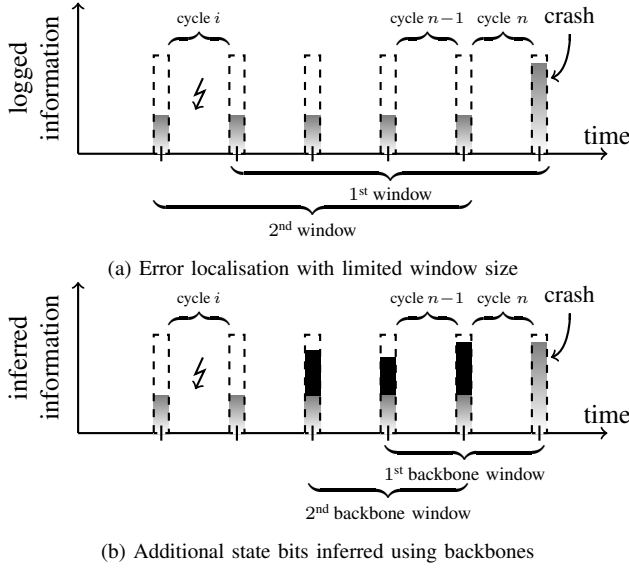 cycle i
cycle n−1
cycle n
crash
logged
information
time
1st window
2nd window
(a) Error localisation with limited window size
cycle i
cycle n−1
cycle n
crash
inferred
information
time
1st backbone window
2nd backbone window
(b) Additional state bits inferred using backbones